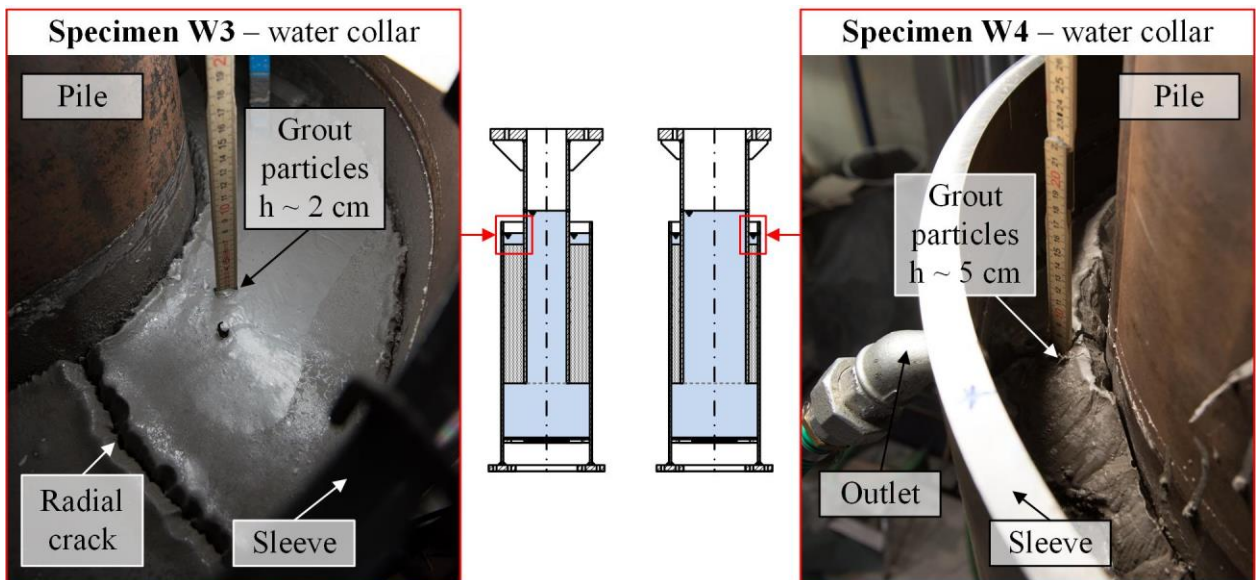 Specimen W3 – water collar
Pile
Grout
particles
h ~ 2 cm
Radial
crack
Sleeve
Specimen W4 – water collar
Pile
Grout
particles
h ~ 5 cm
Outlet
Sleeve